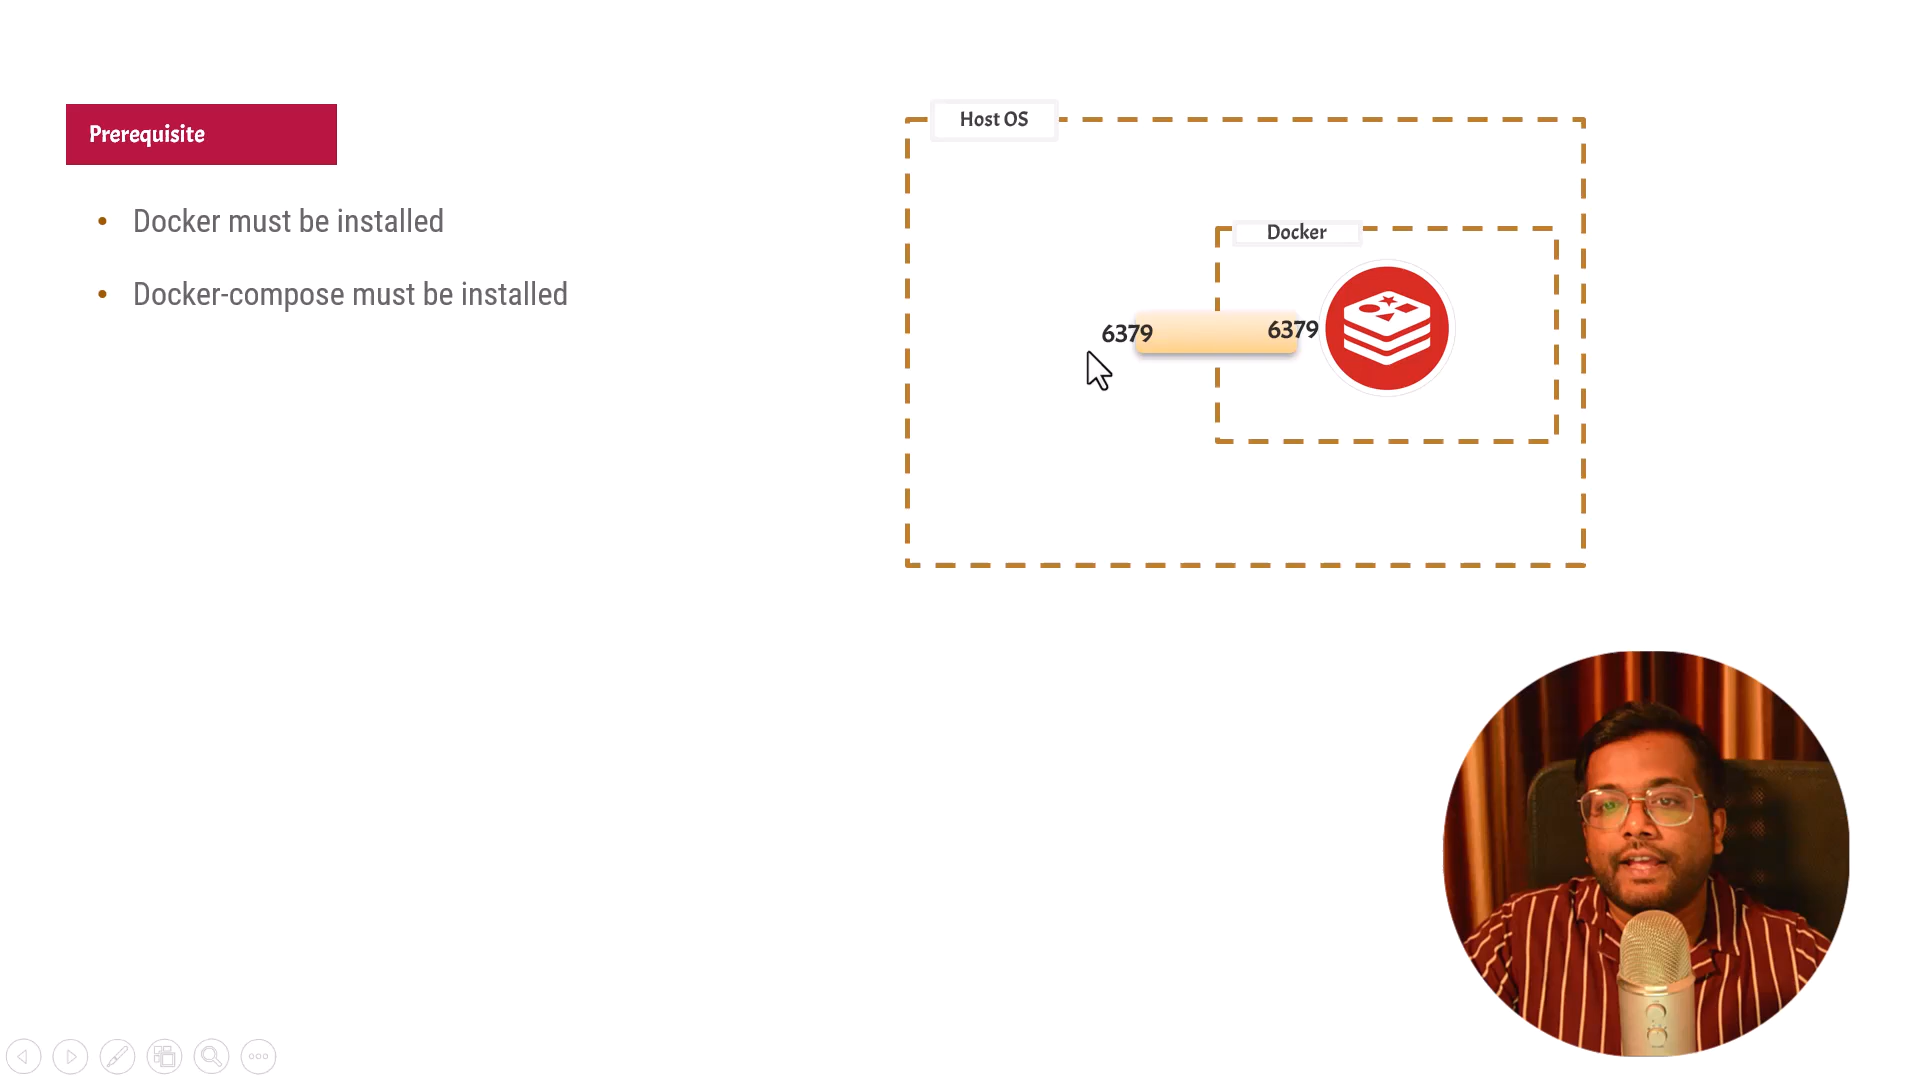 Prerequisite
• Docker must be installed
• Docker-compose must be installed
Host OS
Docker
6379 6379